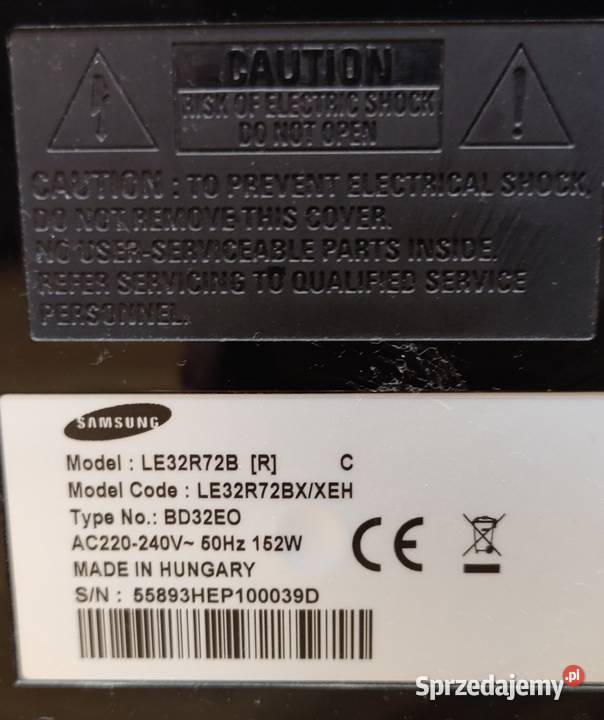 CAUTION
RISK OF ELECTRIC SHOCK
DO NOT OPEN
CAUTION : TO PREVENT ELECTRICAL SHOCK,
DO NOT REMOVE THIS COVER.
NO USER-SERVICEABLE PARTS INSIDE.
REFER SERVICING TO QUALIFIED SERVICE
PERSONNEL.
SAMSUNG
Model : LE32R72B [R] C
Model Code : LE32R72BX/XEH
Type No.: BD32EO
AC220-240V~ 50Hz 152W
MADE IN HUNGARY
S/N : 55893HEP100039D
CE
Sprzedajemy.pl